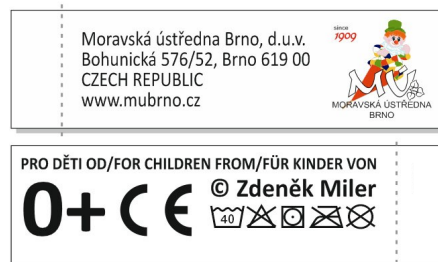 Moravská ústředna Brno, d.u.v.
Bohunická 576/52, Brno 619 00
CZECH REPUBLIC
www.mubrno.cz
since
1909
MÚ
MORAVSKÁ ÚSTŘEDNA
BRNO
PRO DĚTI OD/FOR CHILDREN FROM/FÜR KINDER VON
0+ CE
© Zdeněk Miler
40